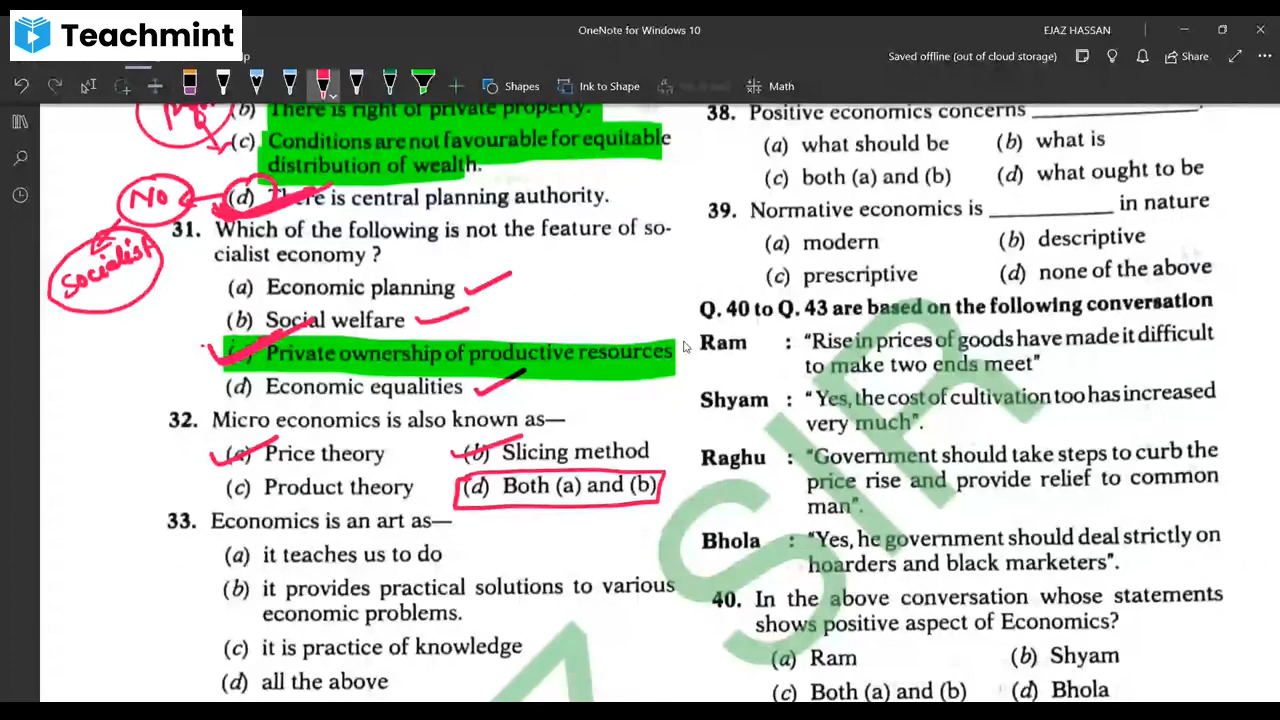 Teachmint
OneNote for Windows 10
EJAZ HASSAN
Saved offline (out of cloud storage)
Share
Shapes
Ink to Shape
Math
(b) There is right of private property.
(c) Conditions are not favourable for equitable
distribution of wealth.
(d) There is central planning authority.
No
Socialist
31. Which of the following is not the feature of so-
cialist economy ?
(a) Economic planning
(b) Social welfare
(c) Private ownership of productive resources
(d) Economic equalities
32. Micro economics is also known as—
(a) Price theory (b) Slicing method
(c) Product theory (d) Both (a) and (b)
33. Economics is an art as—
(a) it teaches us to do
(b) it provides practical solutions to various
economic problems.
(c) it is practice of knowledge
(d) all the above
38. Positive economics concerns ____________.
(a) what should be (b) what is
(c) both (a) and (b) (d) what ought to be
39. Normative economics is ____________ in nature
(a) modern (b) descriptive
(c) prescriptive (d) none of the above
Q. 40 to Q. 43 are based on the following conversation
Ram : "Rise in prices of goods have made it difficult
to make two ends meet"
Shyam : "Yes, the cost of cultivation too has increased
very much".
Raghu : "Government should take steps to curb the
price rise and provide relief to common
man".
Bhola : "Yes, he government should deal strictly on
hoarders and black marketers".
40. In the above conversation whose statements
shows positive aspect of Economics?
(a) Ram (b) Shyam
(c) Both (a) and (b) (d) Bhola
SIR